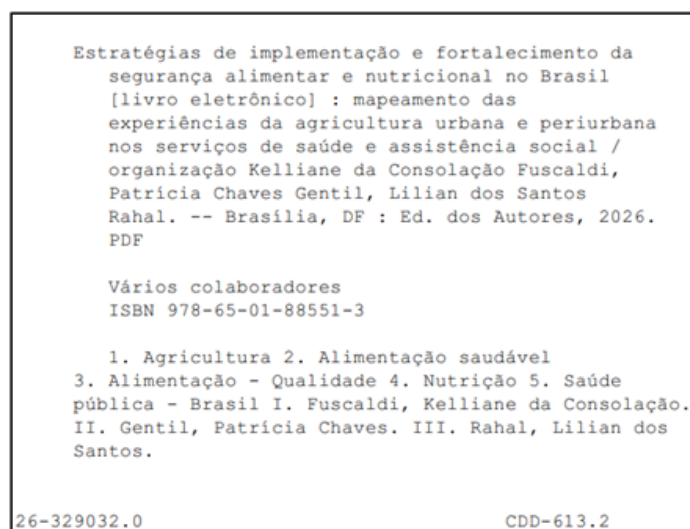 Estratégias de implementação e fortalecimento da
segurança alimentar e nutricional no Brasil
[livro eletrônico] : mapeamento das
experiências da agricultura urbana e periurbana
nos serviços de saúde e assistência social /
organização Kelliane da Consolação Fuscaldi,
Patrícia Chaves Gentil, Lilian dos Santos
Rahal. -- Brasília, DF : Ed. dos Autores, 2026.
PDF
Vários colaboradores
ISBN 978-65-01-88551-3
1. Agricultura 2. Alimentação saudável
3. Alimentação - Qualidade 4. Nutrição 5. Saúde
pública - Brasil I. Fuscaldi, Kelliane da Consolação.
II. Gentil, Patrícia Chaves. III. Rahal, Lilian dos
Santos.
26-329032.0 CDD-613.2